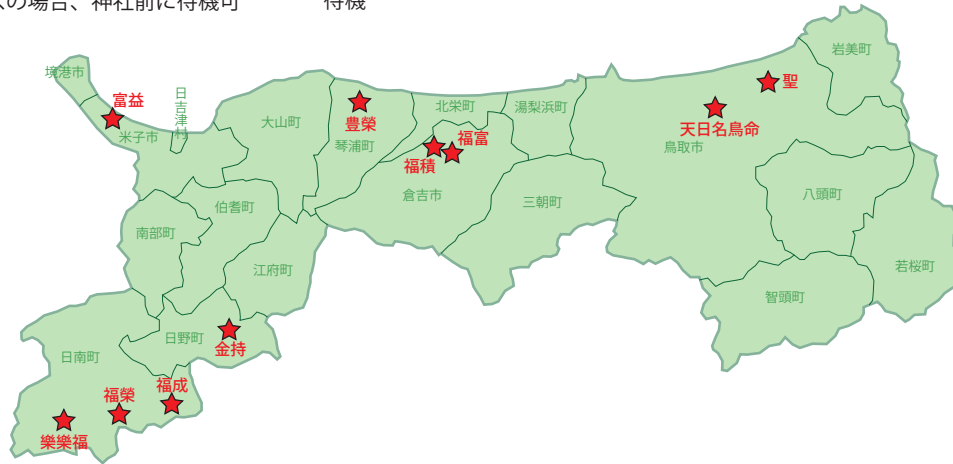 スの場合、神社前に待機可
待機
境港市
富益
米子市
日吉津村
大山町
豊榮
琴浦町
北栄町
湯梨浜町
福積
福富
倉吉市
三朝町
聖
天日名鳥命
鳥取市
岩美町
八頭町
若桜町
智頭町
伯耆町
南部町
江府町
日野町
金持
日南町
福榮
福成
樂樂福